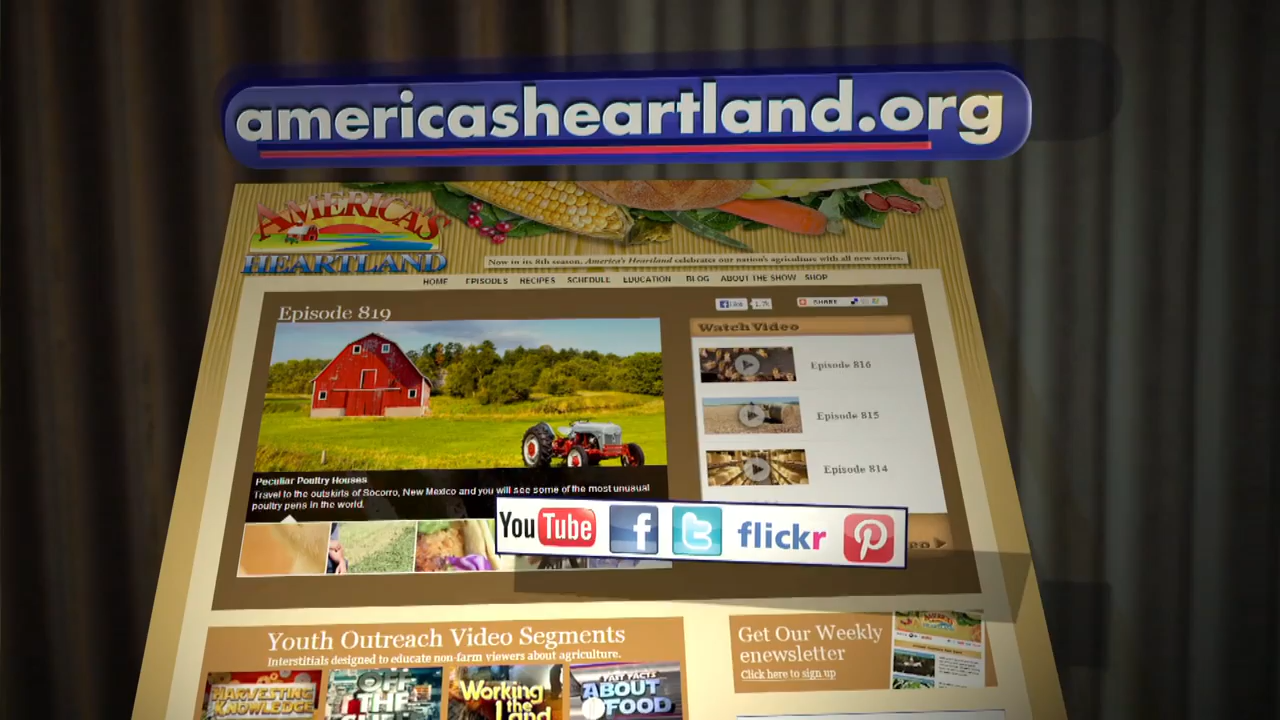 americasheartland.org
AMERICA'S
HEARTLAND
Now in its 8th season, America's Heartland celebrates our nation's agriculture with all new stories.
HOME EPISODES RECIPES SCHEDULE EDUCATION BLOG ABOUT THE SHOW SHOP
Episode 819
Like 1.7k
SHARE
Watch Video
Episode 816
Episode 815
Episode 814
Peculiar Poultry Houses
Travel to the outskirts of Socorro, New Mexico and you will see some of the most unusual
poultry pens in the world.
YouTube f t flickr P
Youth Outreach Video Segments
Interstitials designed to educate non-farm viewers about agriculture.
HARVESTING
KNOWLEDGE
OFF
THE
Working
the Land
FAST FACTS
ABOUT
FOOD
Get Our Weekly
enewsletter
Click here to sign up